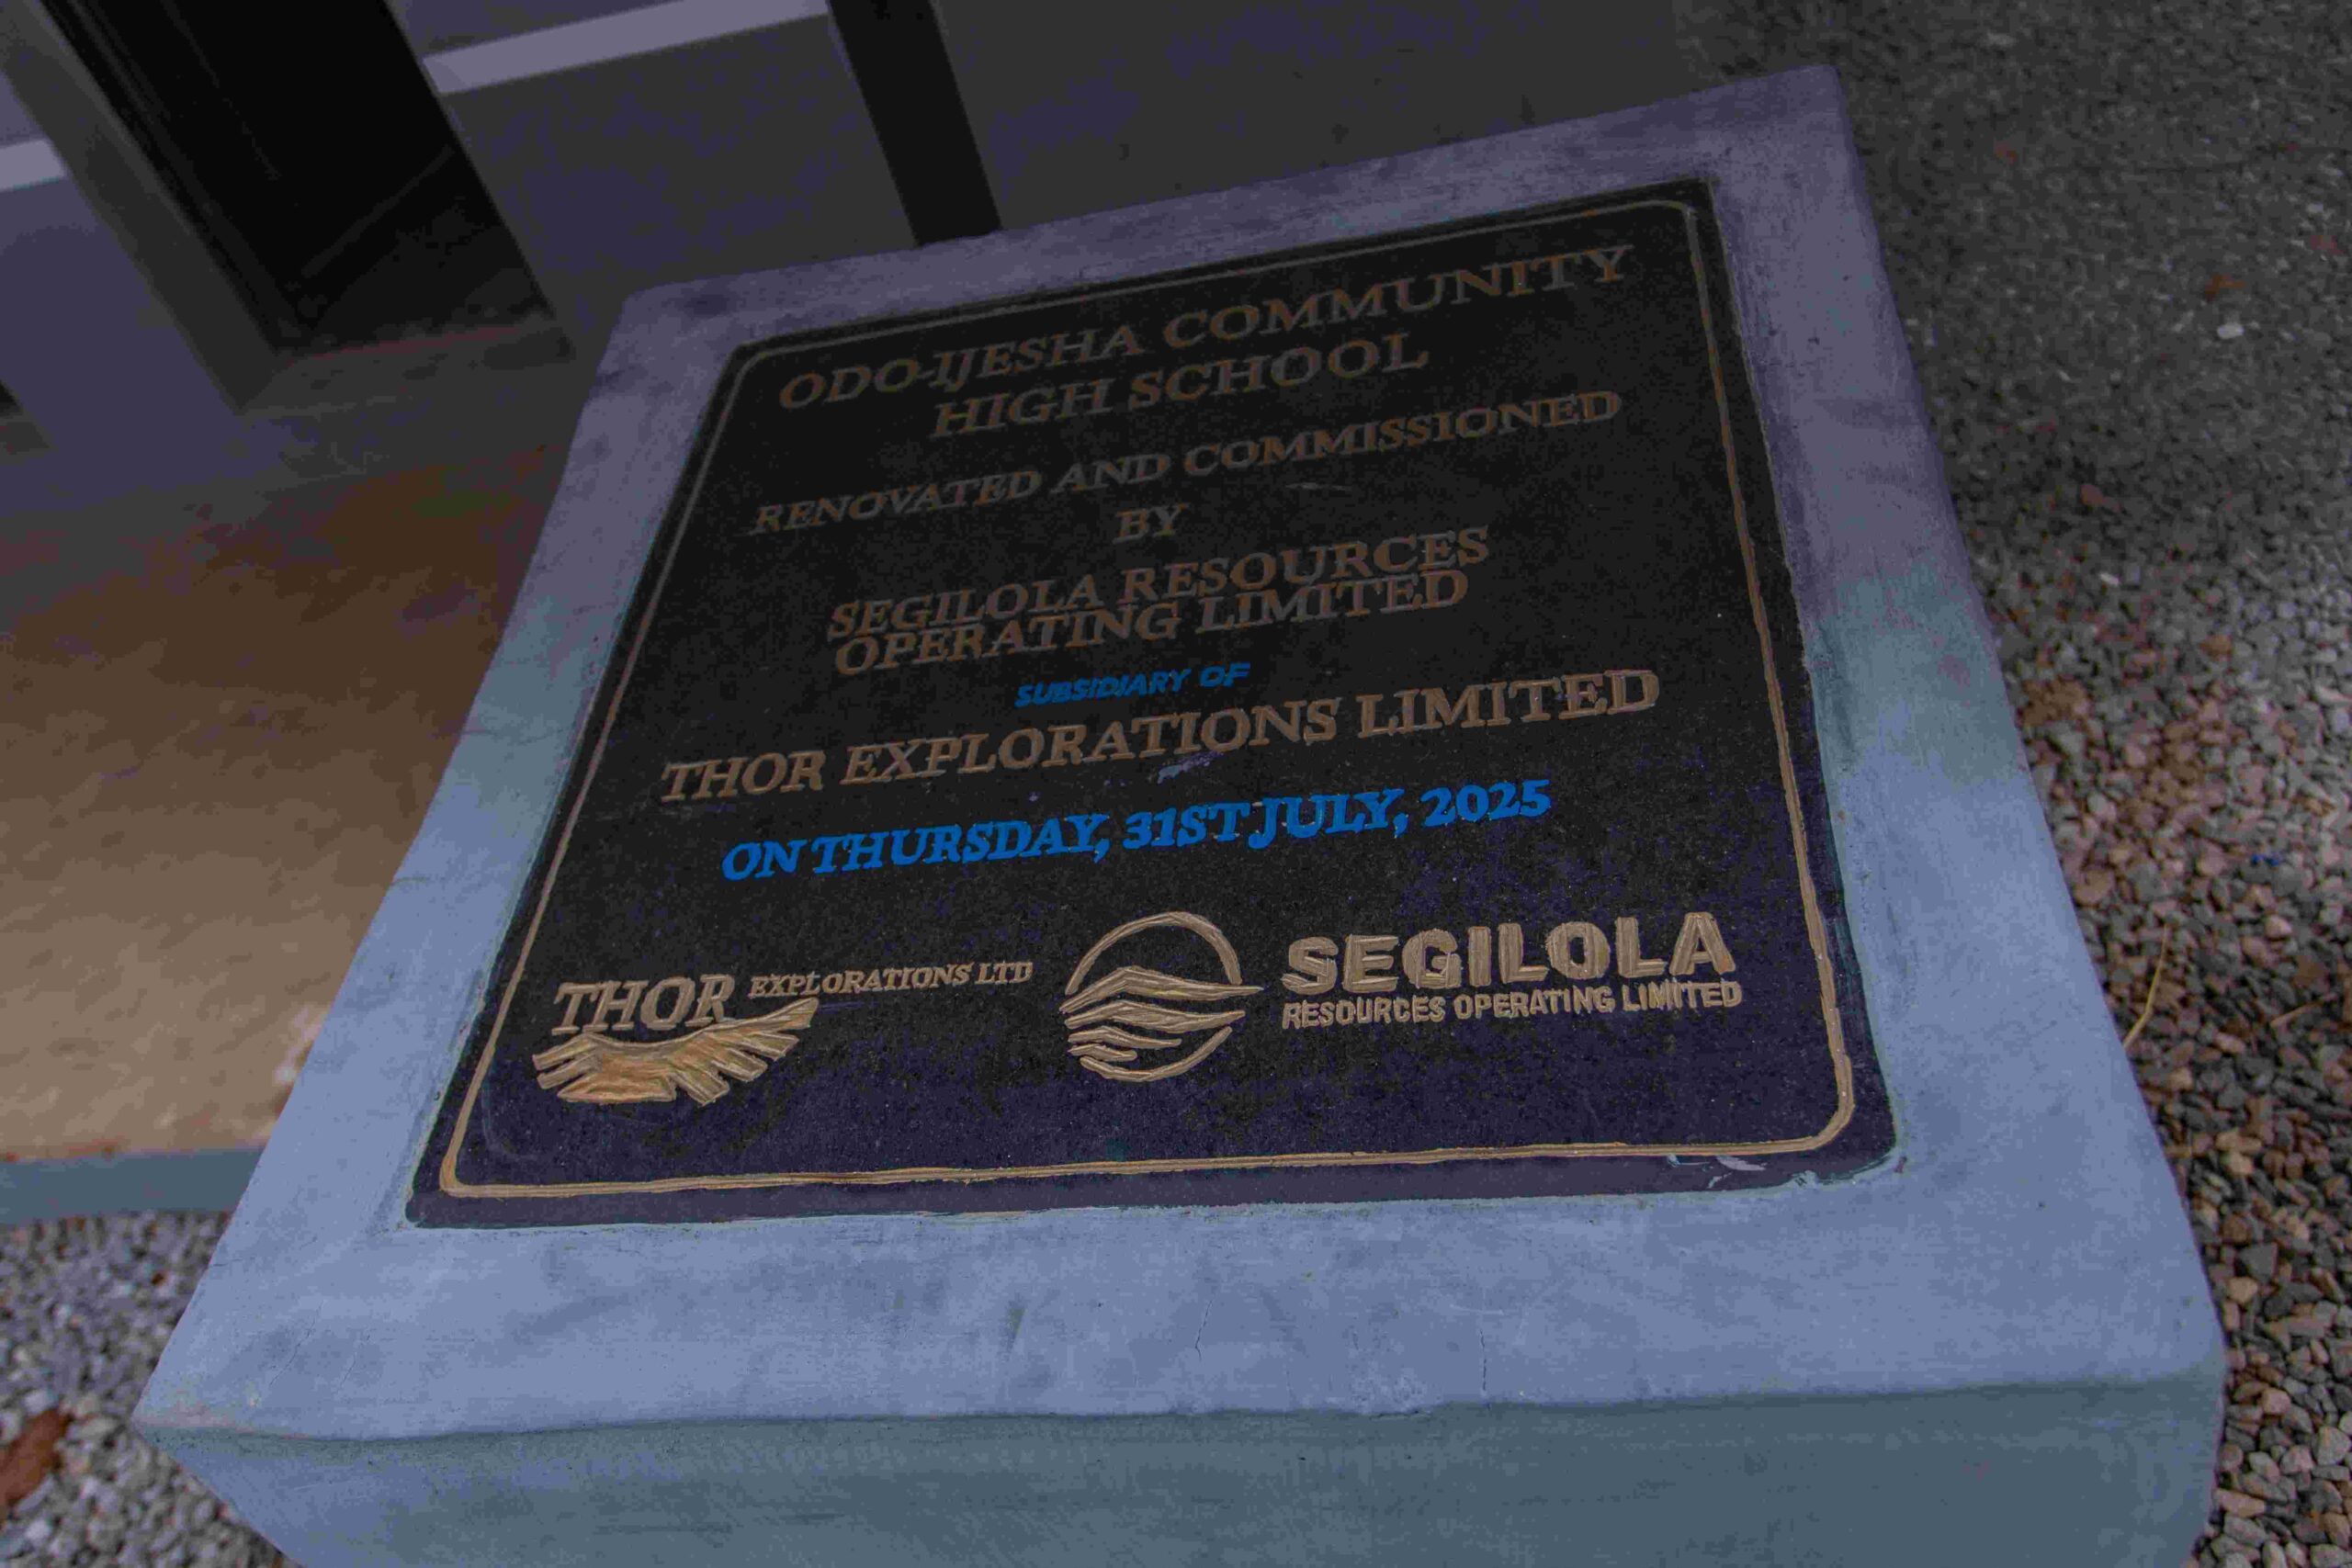 ODO-IJESHA COMMUNITY
HIGH SCHOOL
RENOVATED AND COMMISSIONED
BY
SEGILOLA RESOURCES
OPERATING LIMITED
SUBSIDIARY OF
THOR EXPLORATIONS LIMITED
ON THURSDAY, 31ST JULY, 2025
THOR EXPLORATIONS LTD
SEGILOLA
RESOURCES OPERATING LIMITED